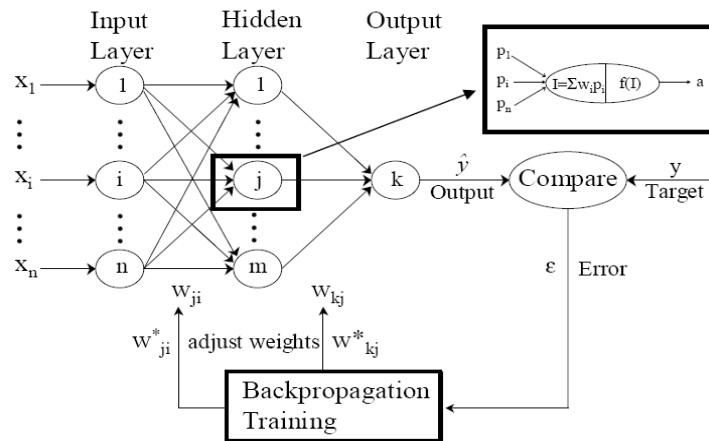 Input
Layer
Hidden
Layer
Output
Layer
p1
pi
pn
I=Σwipi
f(I)
a
x1
1
1
xi
i
j
k
ŷ
Output
Compare
y
Target
xn
n
m
ε
Error
wji
wkj
w*ji
adjust weights
w*kj
Backpropagation
Training